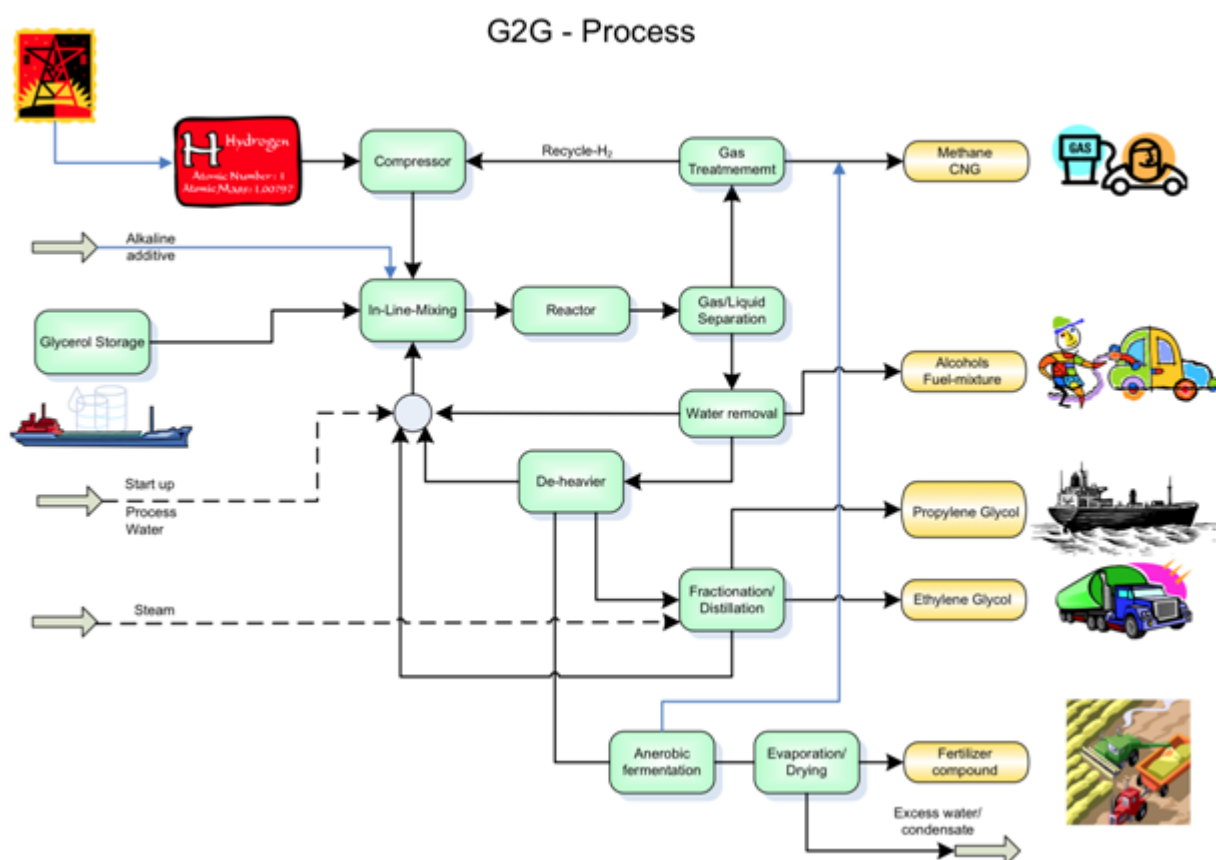 G2G - Process
H Hydrogen
Atomic Number: 1
Atomic Mass: 1.00797
Compressor
Recycle-H₂
Gas
Treatmemernt
Methane
CNG
GAS
Alkaline
additive
Glycerol Storage
In-Line-Mixing
Reactor
Gas/Liquid
Separation
Alcohols
Fuel-mixture
Water removal
Start up
Process
Water
De-heavier
Propylene Glycol
Steam
Fractionation/
Distillation
Ethylene Glycol
Anerobic
fermentation
Evaporation/
Drying
Fertilizer
compound
Excess water/
condensate